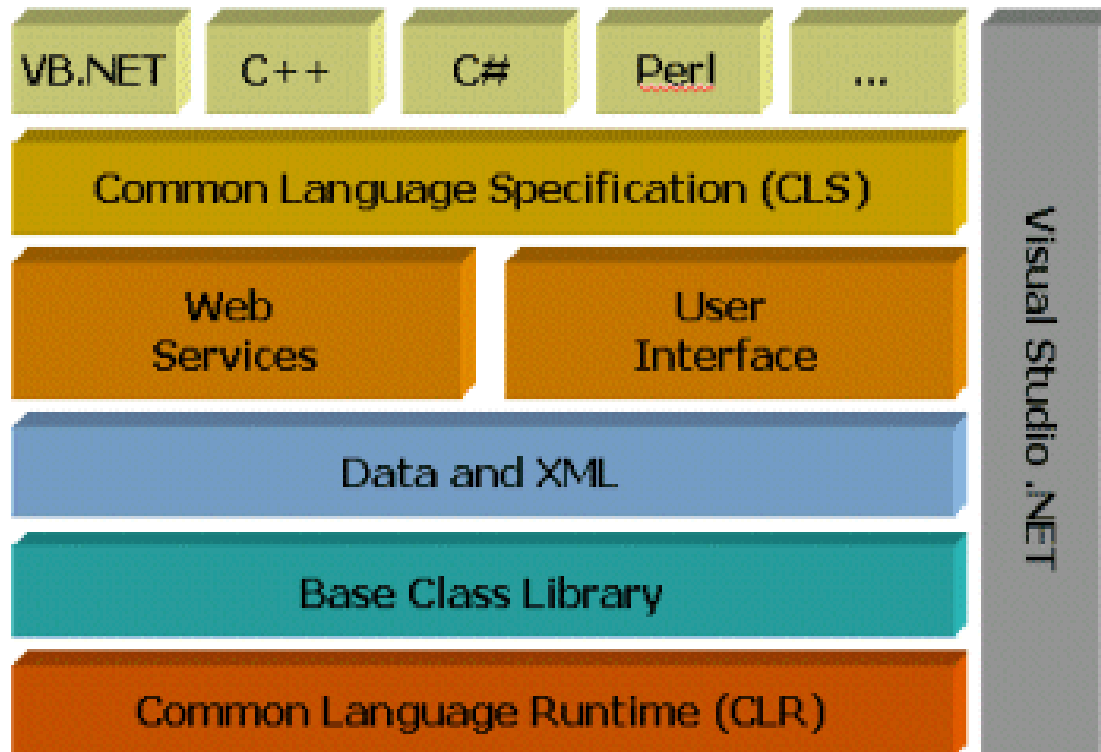 VB.NET
C++
C#
Perl
...
Common Language Specification (CLS)
Web
Services
User
Interface
Data and XML
Base Class Library
Common Language Runtime (CLR)
Visual Studio .NET